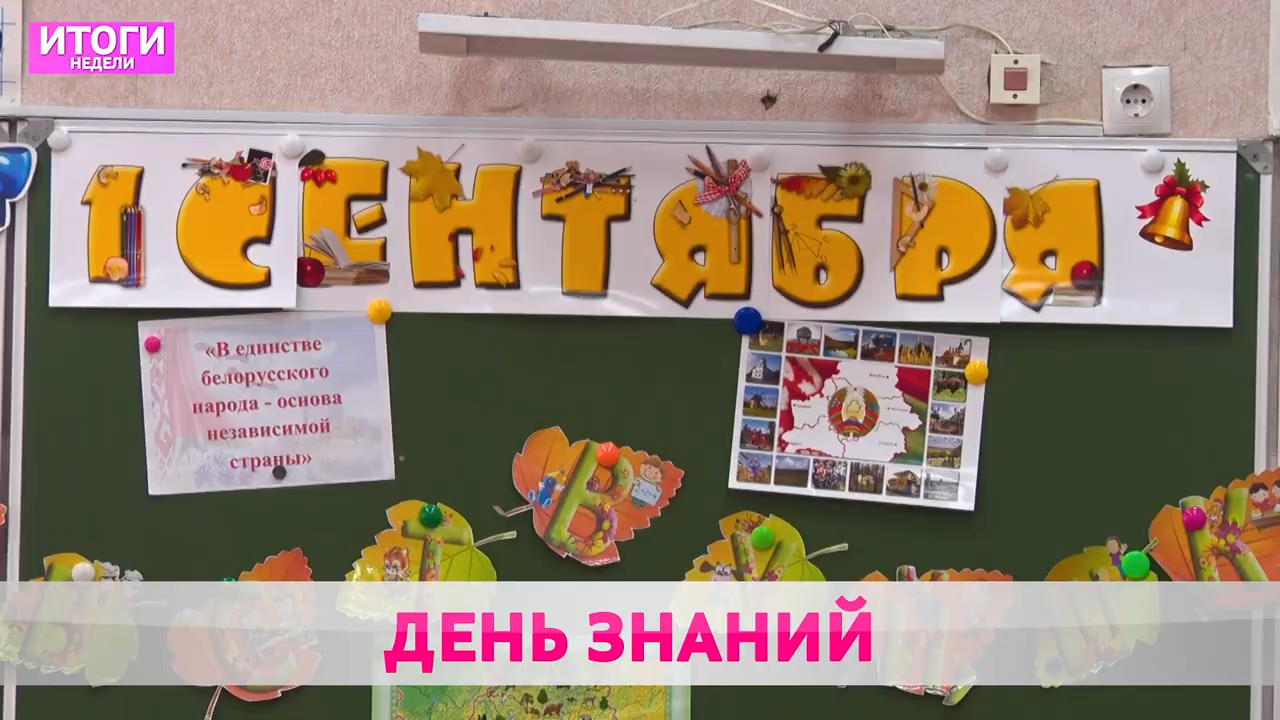 ИТОГИ
НЕДЕЛИ
1 СЕНТЯБРЯ
«В единстве
белорусского
народа - основа
независимой
страны»
В
ДЕНЬ ЗНАНИЙ